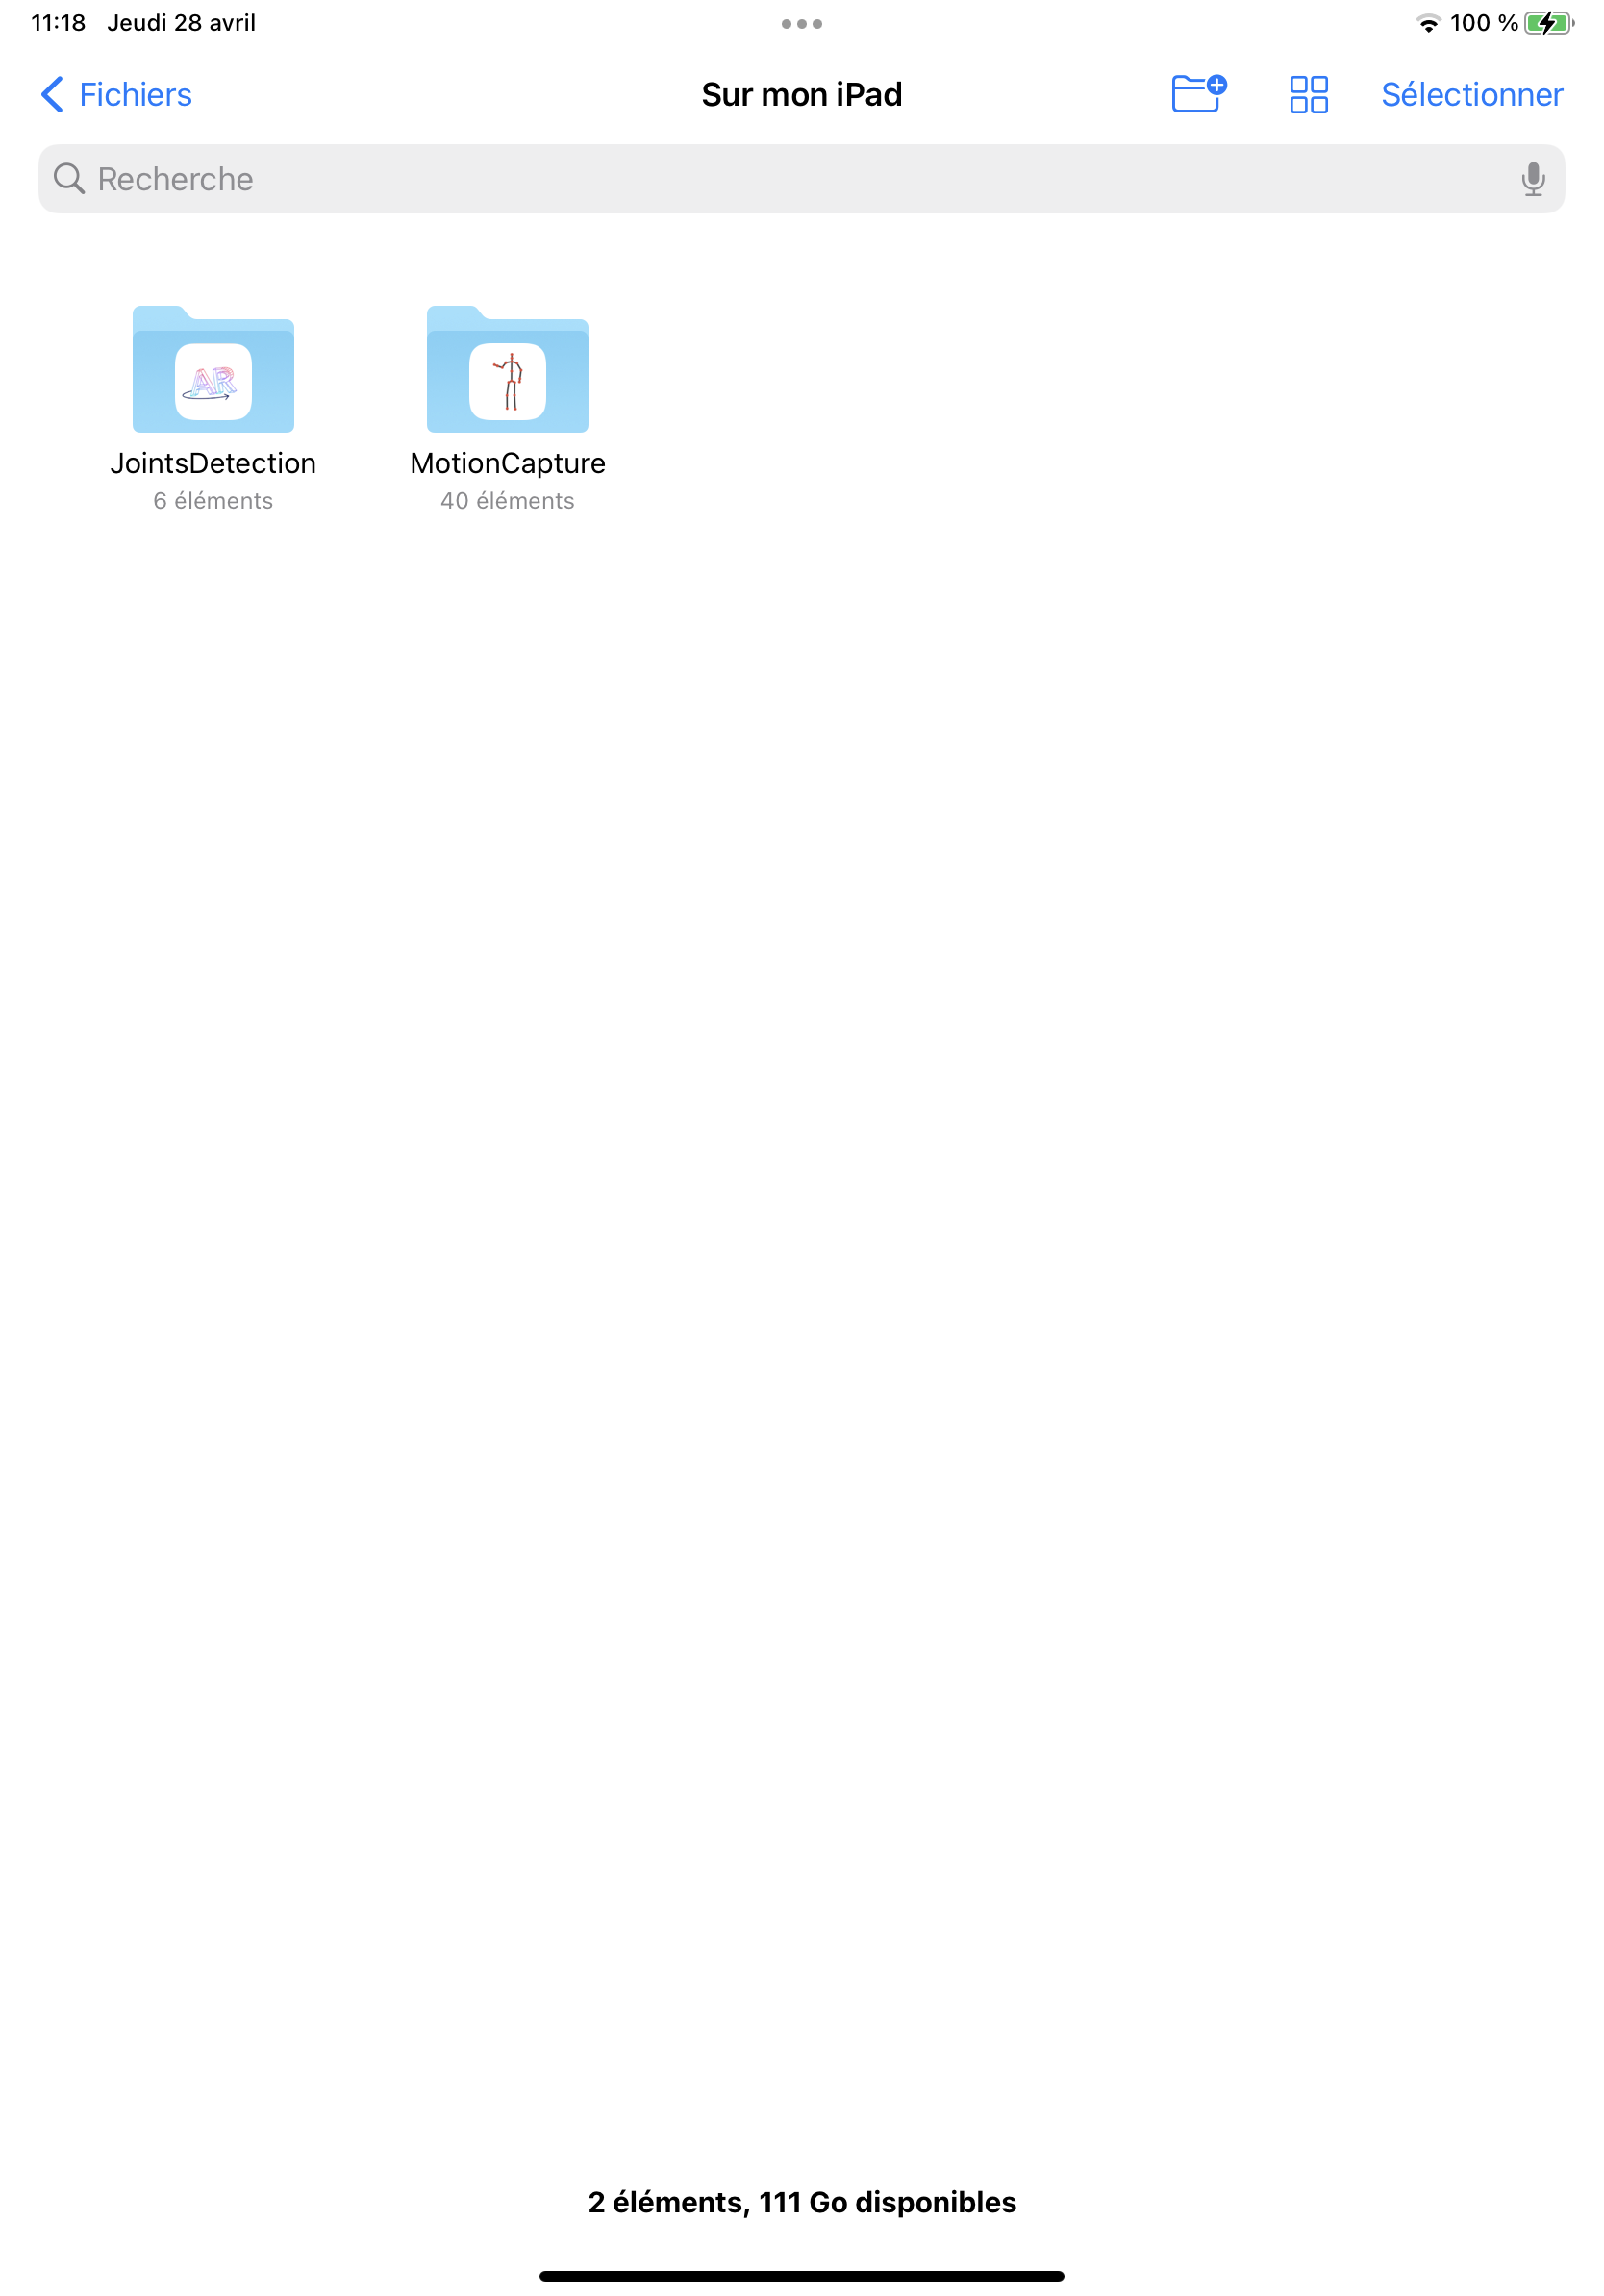 11:18 Jeudi 28 avril 100 %
Fichiers Sur mon iPad Sélectionner
Recherche
AR
JointsDetection MotionCapture
6 éléments 40 éléments
2 éléments, 111 Go disponibles